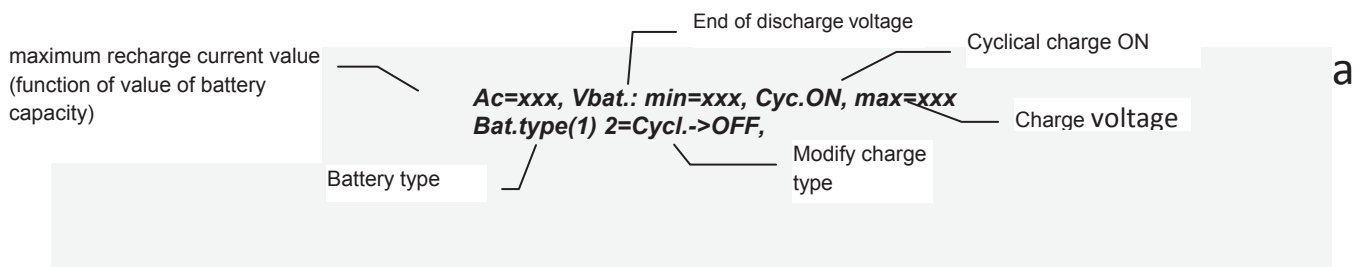 End of discharge voltage
Cyclical charge ON
maximum recharge current value
(function of value of battery
capacity)
a
Ac=xxx, Vbat.: min=xxx, Cyc.ON, max=xxx
Bat.type(1) 2=Cycl.->OFF,
Charge voltage
Modify charge
type
Battery type